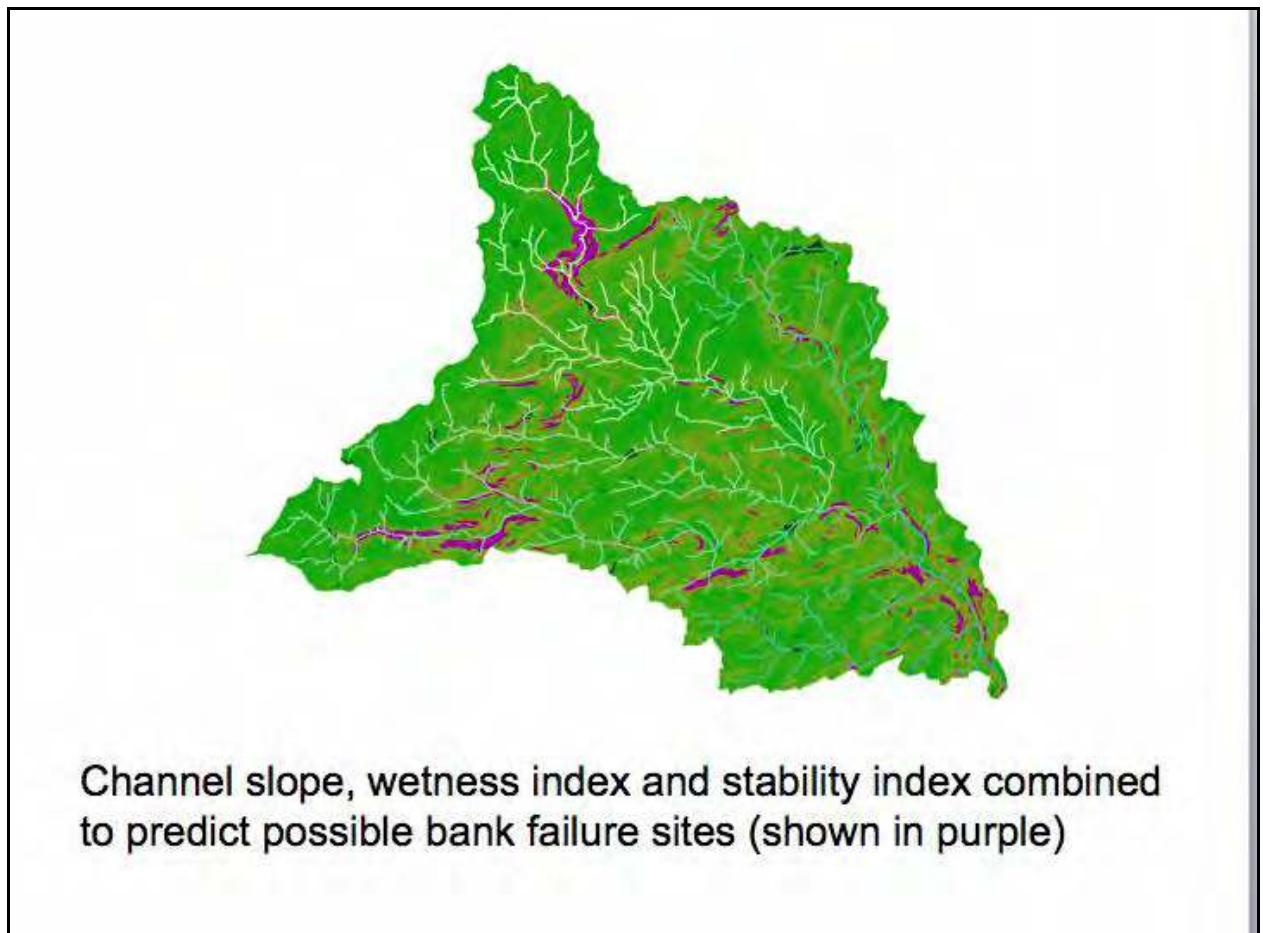 Channel slope, wetness index and stability index combined
to predict possible bank failure sites (shown in purple)